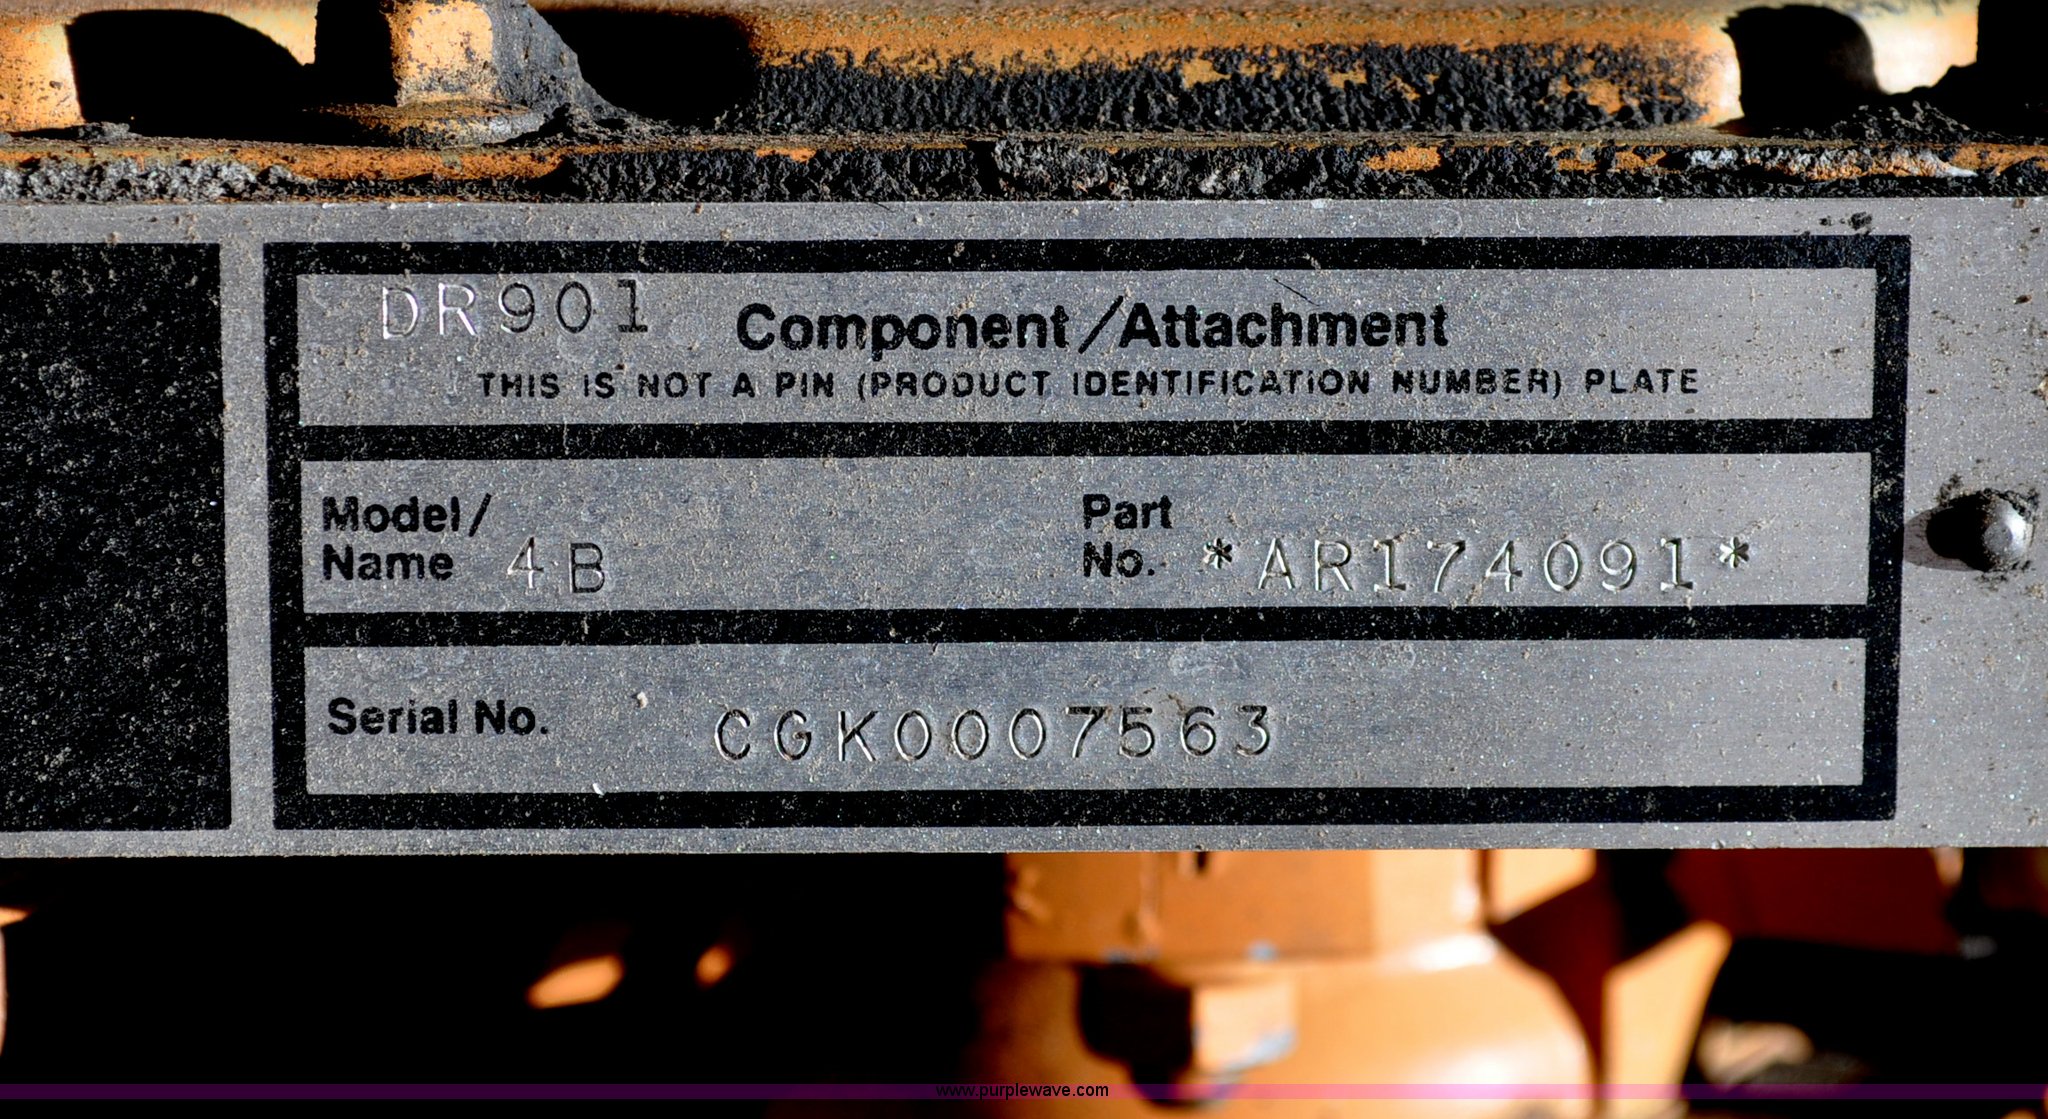 DR901 Component/Attachment
THIS IS NOT A PIN (PRODUCT IDENTIFICATION NUMBER) PLATE
Model/
Name 4B
Part
No. *AR174091*
Serial No. CGK0007563
www.purplewave.com